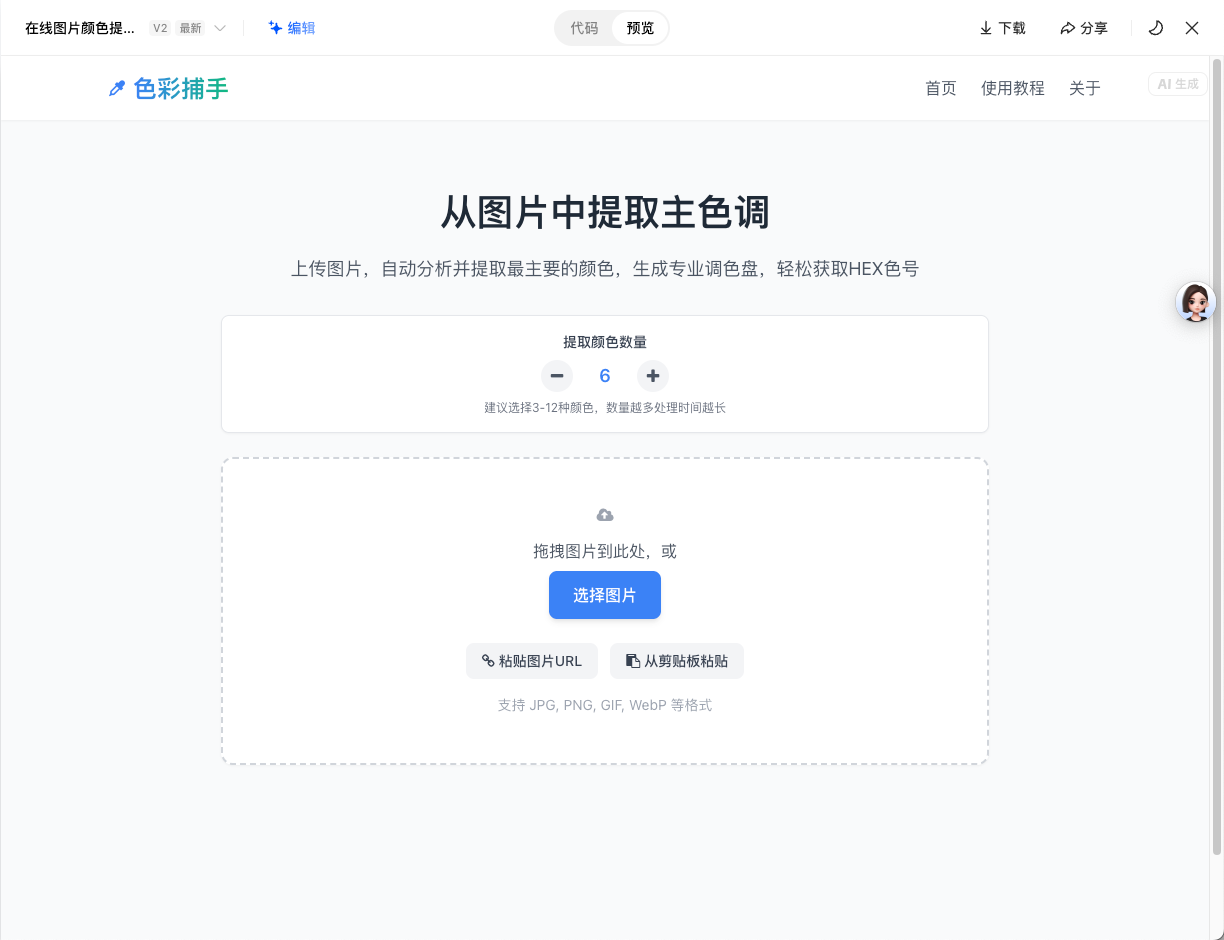 在线图片颜色提... V2 最新 编辑 代码 预览 下载 分享
色彩捕手 首页 使用教程 关于 AI 生成
从图片中提取主色调
上传图片，自动分析并提取最主要的颜色，生成专业调色盘，轻松获取HEX色号
提取颜色数量
6
建议选择3-12种颜色，数量越多处理时间越长
拖拽图片到此处，或
选择图片
粘贴图片URL 从剪贴板粘贴
支持 JPG, PNG, GIF, WebP 等格式